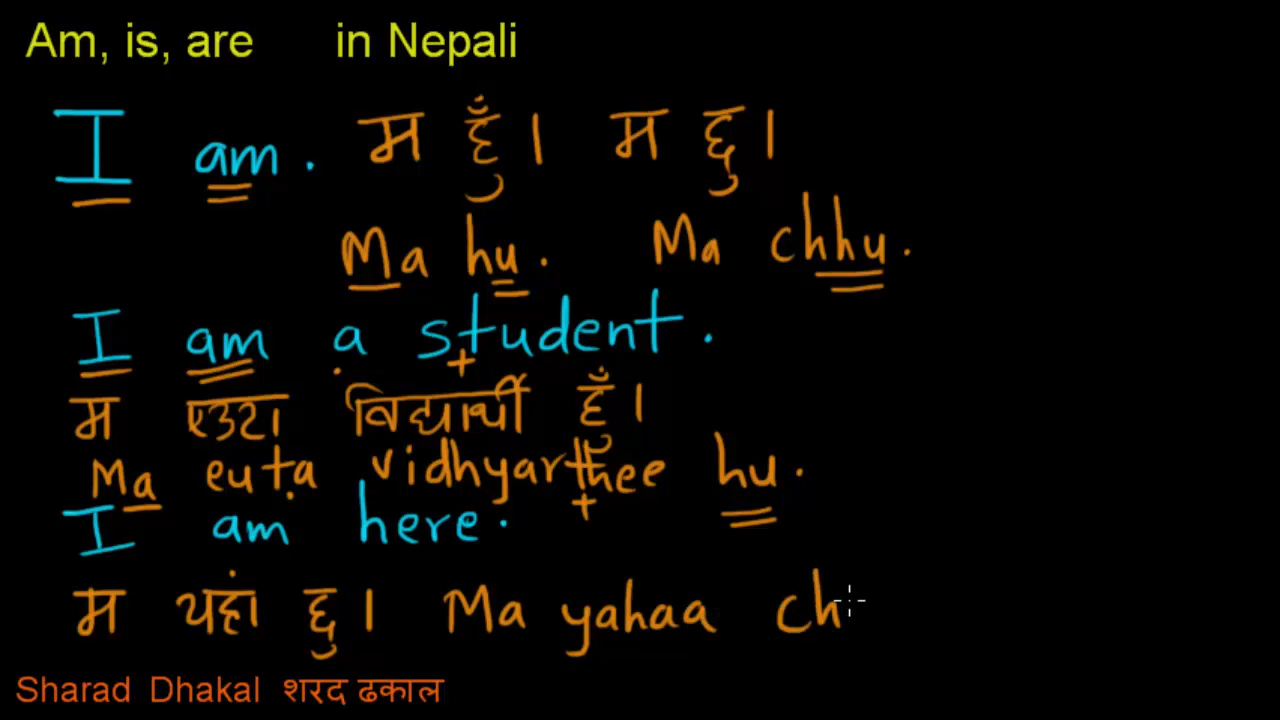 Am, is, are in Nepali
I am. म हुँ। म छु।
Ma hu. Ma chhu.
I am a student.
म एउटा विद्यार्थी हुँ।
Ma euta vidhyarthee hu.
I am here.
म यहां छु। Ma yahaa ch
Sharad Dhakal शरद ढकाल